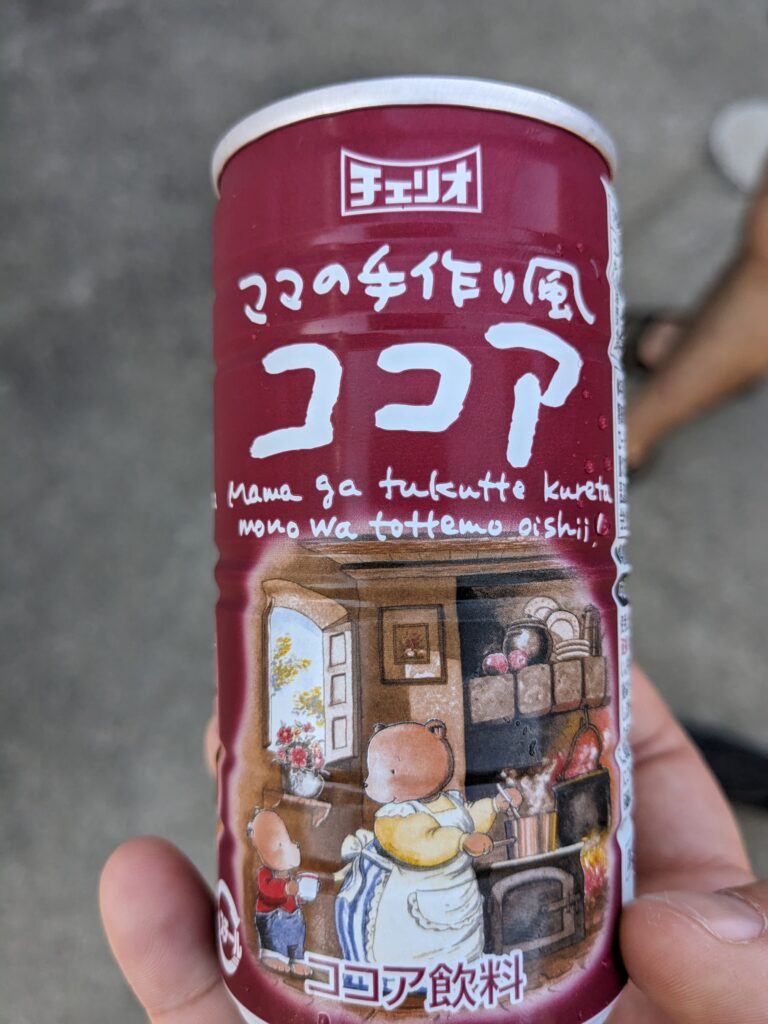 チェリオ
ママの手作り風
ココア
Mama ga tukutte kureta
mono wa tottemo oishii!
ココア飲料